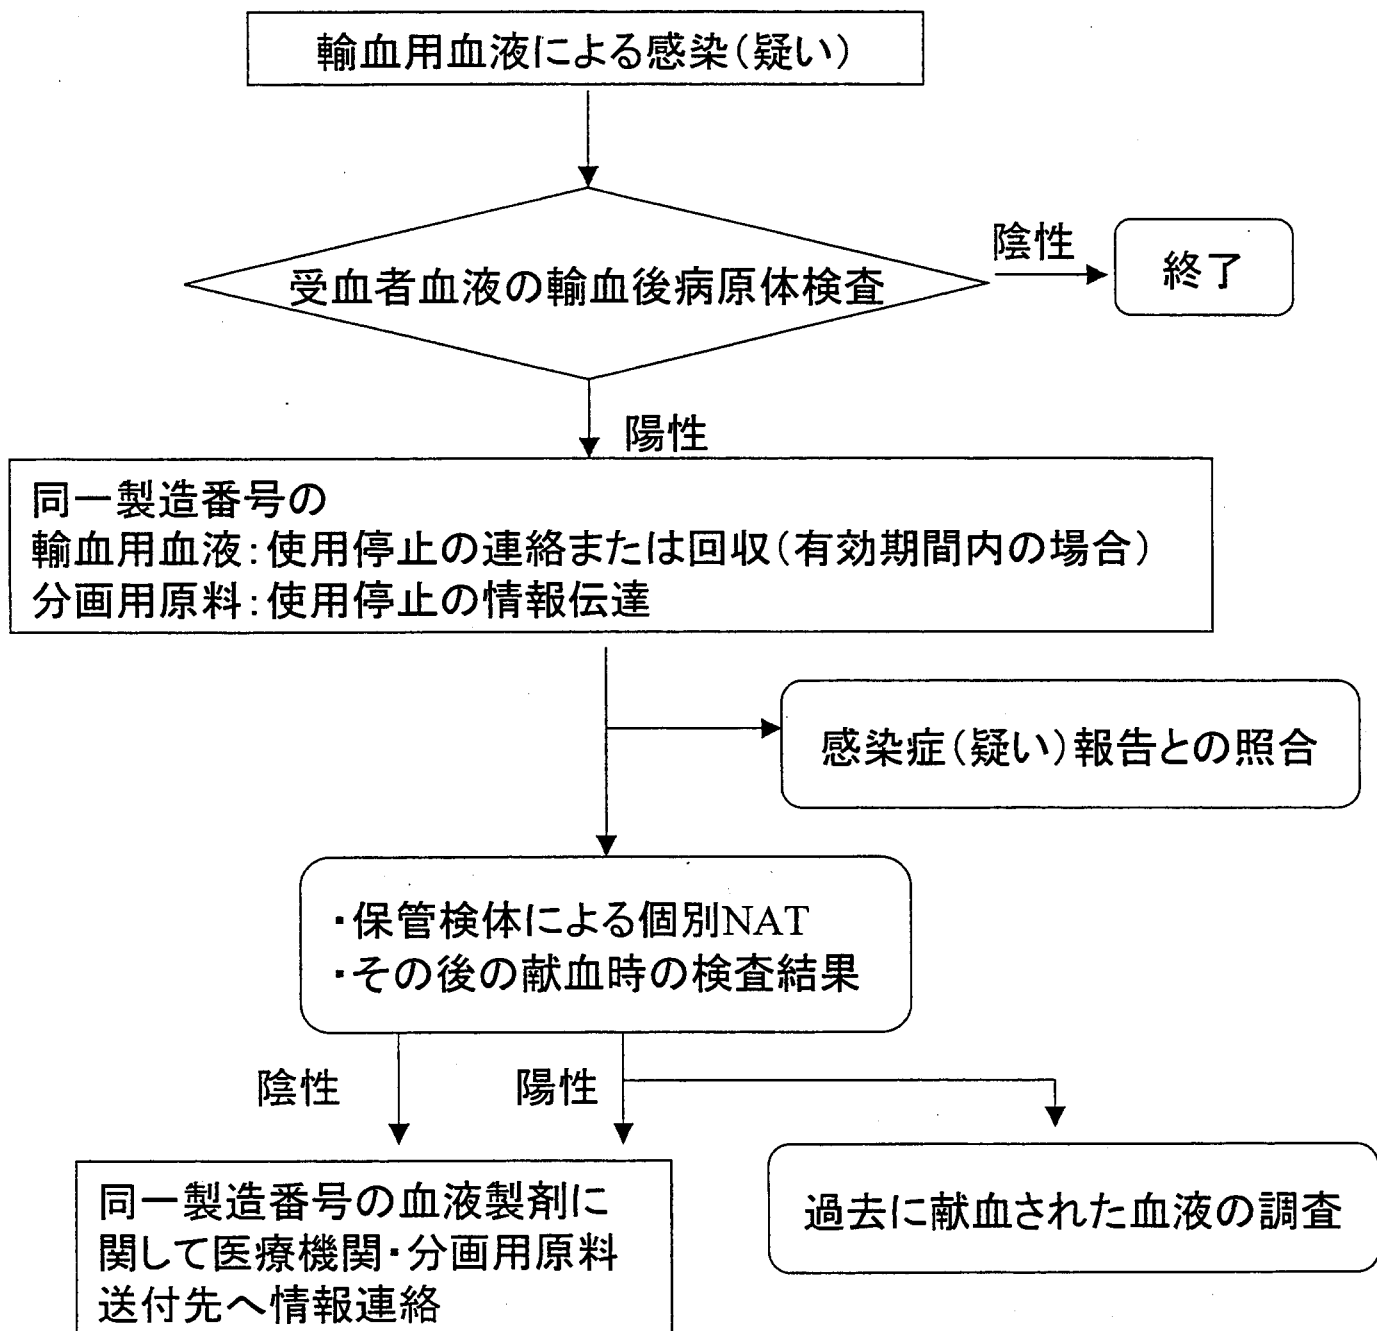 輸血用血液による感染(疑い)
受血者血液の輸血後病原体検査
陰性
終了
陽性
同一製造番号の
輸血用血液:使用停止の連絡または回収(有効期間内の場合)
分画用原料:使用停止の情報伝達
感染症(疑い)報告との照合
・保管検体による個別NAT
・その後の献血時の検査結果
陰性
陽性
同一製造番号の血液製剤に
関して医療機関・分画用原料
送付先へ情報連絡
過去に献血された血液の調査